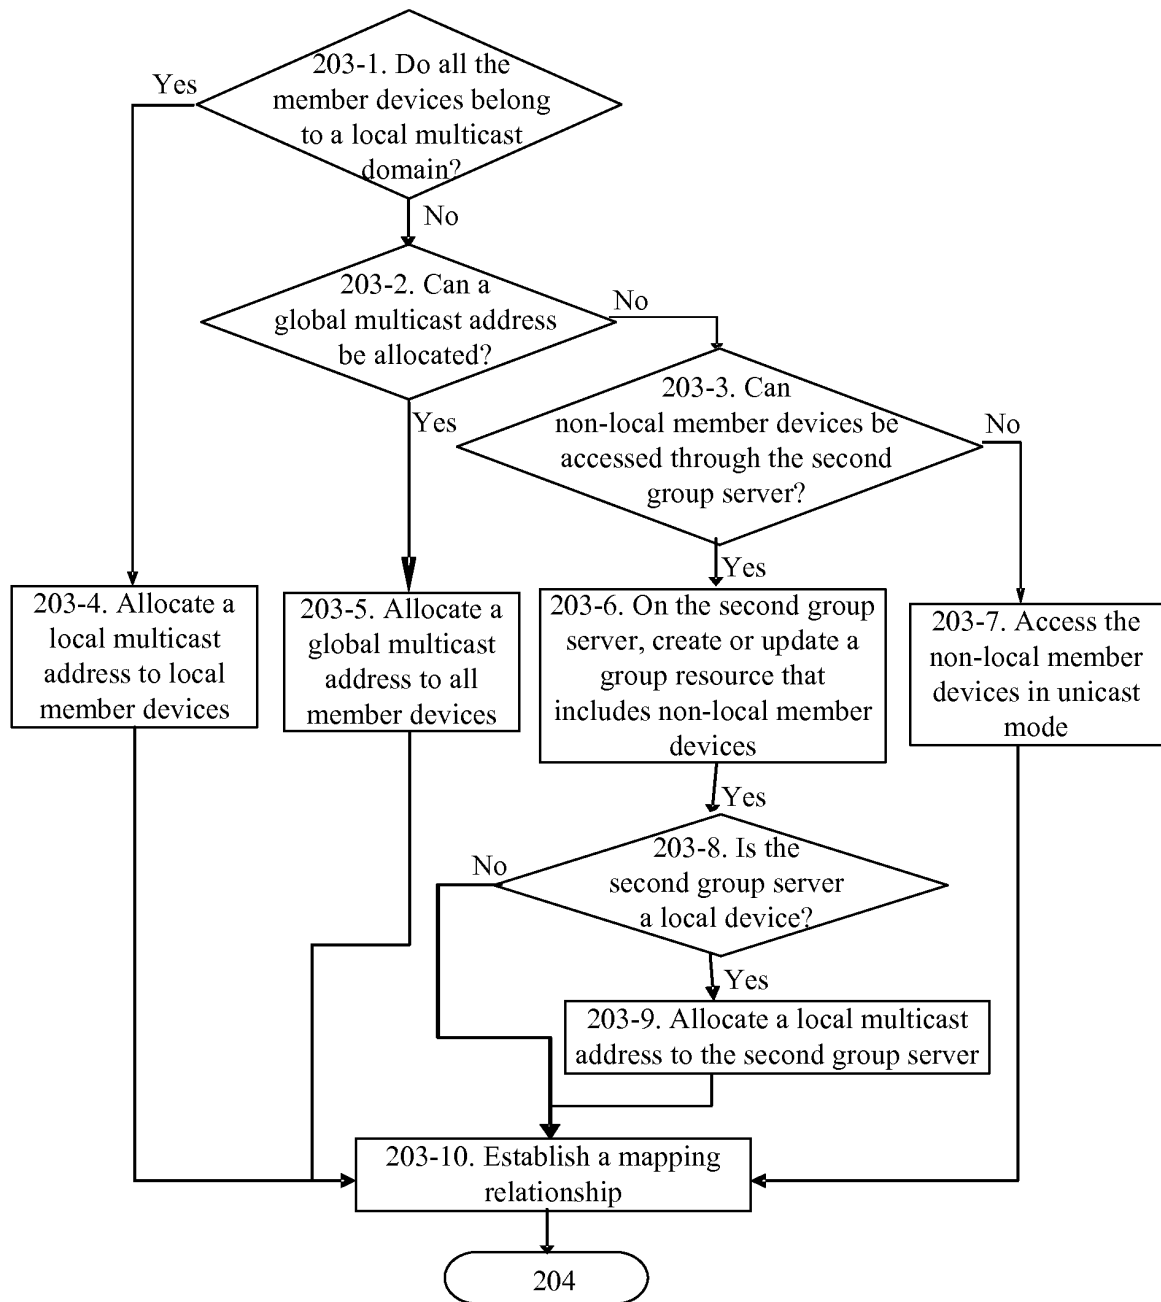 203-1. Do all the
member devices belong
to a local multicast
domain?
Yes
No
203-2. Can a
global multicast address
be allocated?
No
Yes
203-3. Can
non-local member devices be
accessed through the second
group server?
No
Yes
203-4. Allocate a
local multicast
address to local
member devices
203-5. Allocate a
global multicast
address to all
member devices
203-6. On the second group
server, create or update a
group resource that
includes non-local member
devices
203-7. Access the
non-local member
devices in unicast
mode
Yes
203-8. Is the
second group server
a local device?
No
Yes
203-9. Allocate a local multicast
address to the second group server
203-10. Establish a mapping
relationship
204